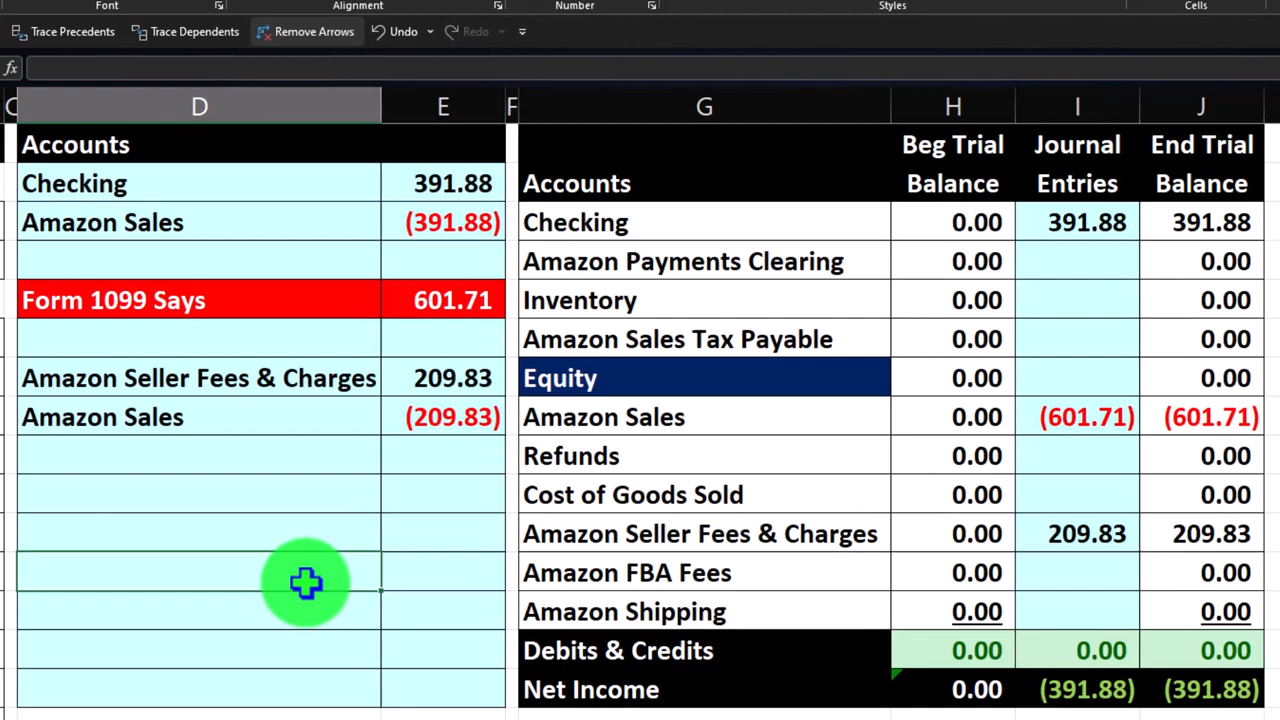 Font Alignment Number Styles Cells
Trace Precedents Trace Dependents Remove Arrows Undo Redo
fx
C D E F G H I J
Accounts
Checking 391.88
Amazon Sales (391.88)
Form 1099 Says 601.71
Amazon Seller Fees & Charges 209.83
Amazon Sales (209.83)
Beg Trial Journal End Trial
Accounts Balance Entries Balance
Checking 0.00 391.88 391.88
Amazon Payments Clearing 0.00 0.00
Inventory 0.00 0.00
Amazon Sales Tax Payable 0.00 0.00
Equity 0.00 0.00
Amazon Sales 0.00 (601.71) (601.71)
Refunds 0.00 0.00
Cost of Goods Sold 0.00 0.00
Amazon Seller Fees & Charges 0.00 209.83 209.83
Amazon FBA Fees 0.00 0.00
Amazon Shipping 0.00 0.00
Debits & Credits 0.00 0.00 0.00
Net Income 0.00 (391.88) (391.88)